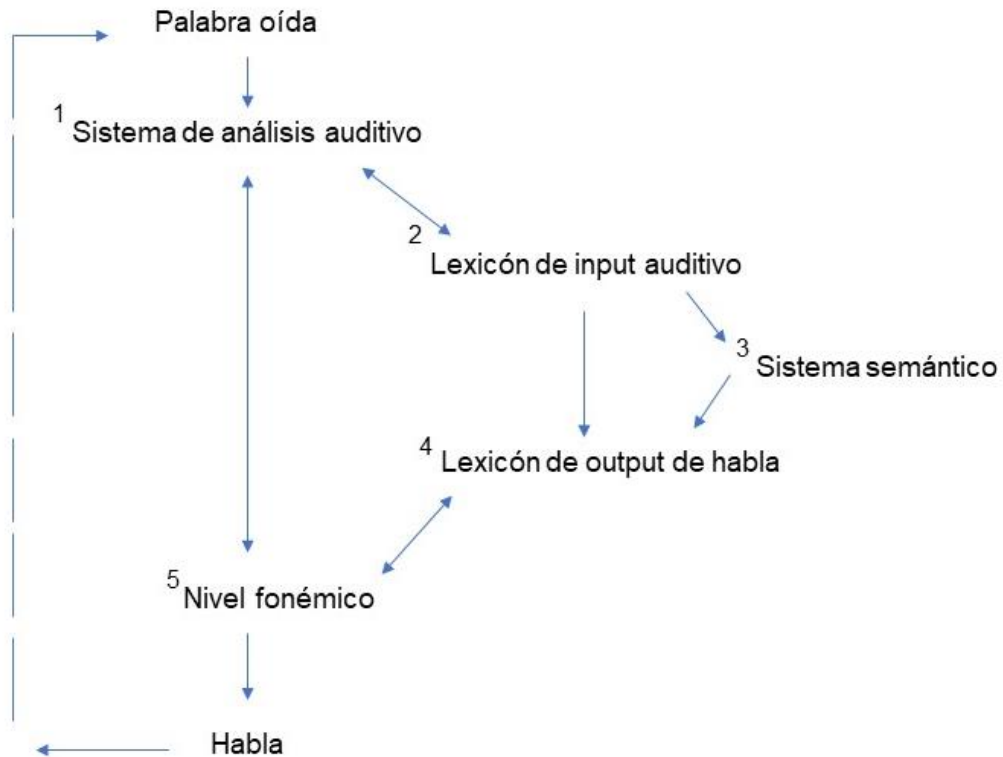 Palabra oída
1 Sistema de análisis auditivo
2 Lexicón de input auditivo
3 Sistema semántico
4 Lexicón de output de habla
5 Nivel fonémico
Habla